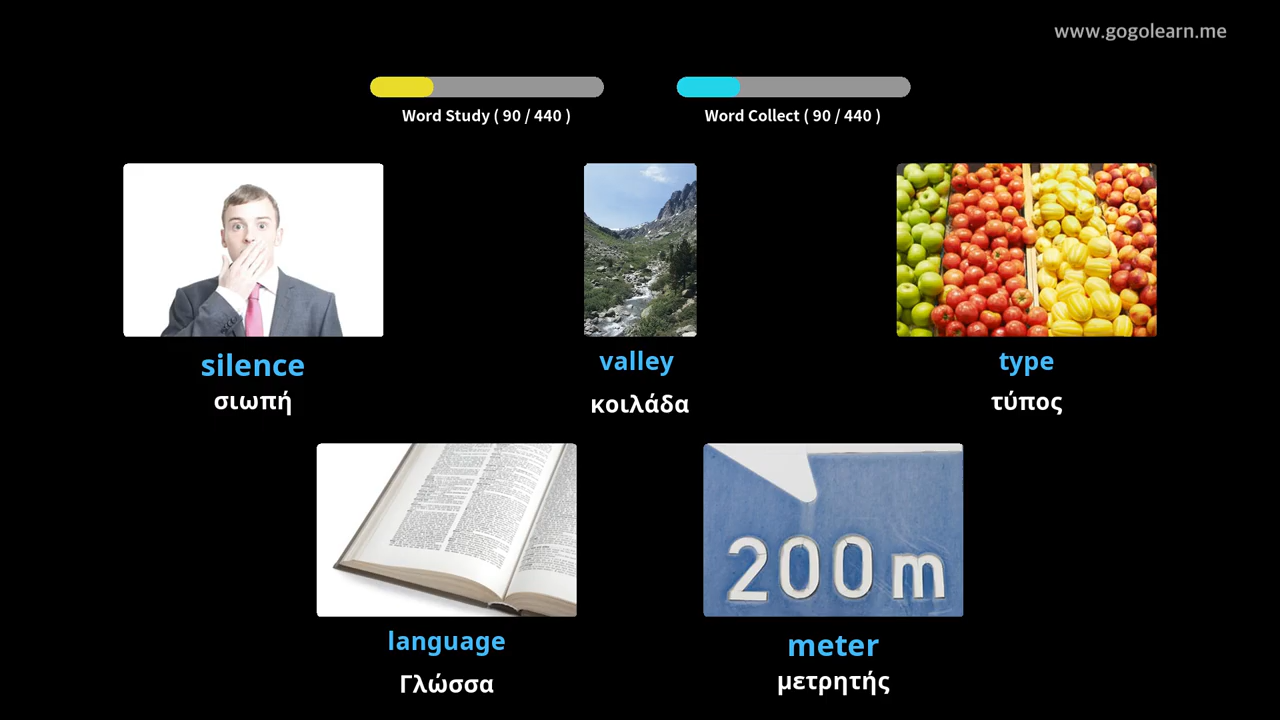 www.gogolearn.me
Word Study ( 90 / 440 )
Word Collect ( 90 / 440 )
silence
σιωπή
valley
κοιλάδα
type
τύπος
200 m
language
Γλώσσα
meter
μετρητής